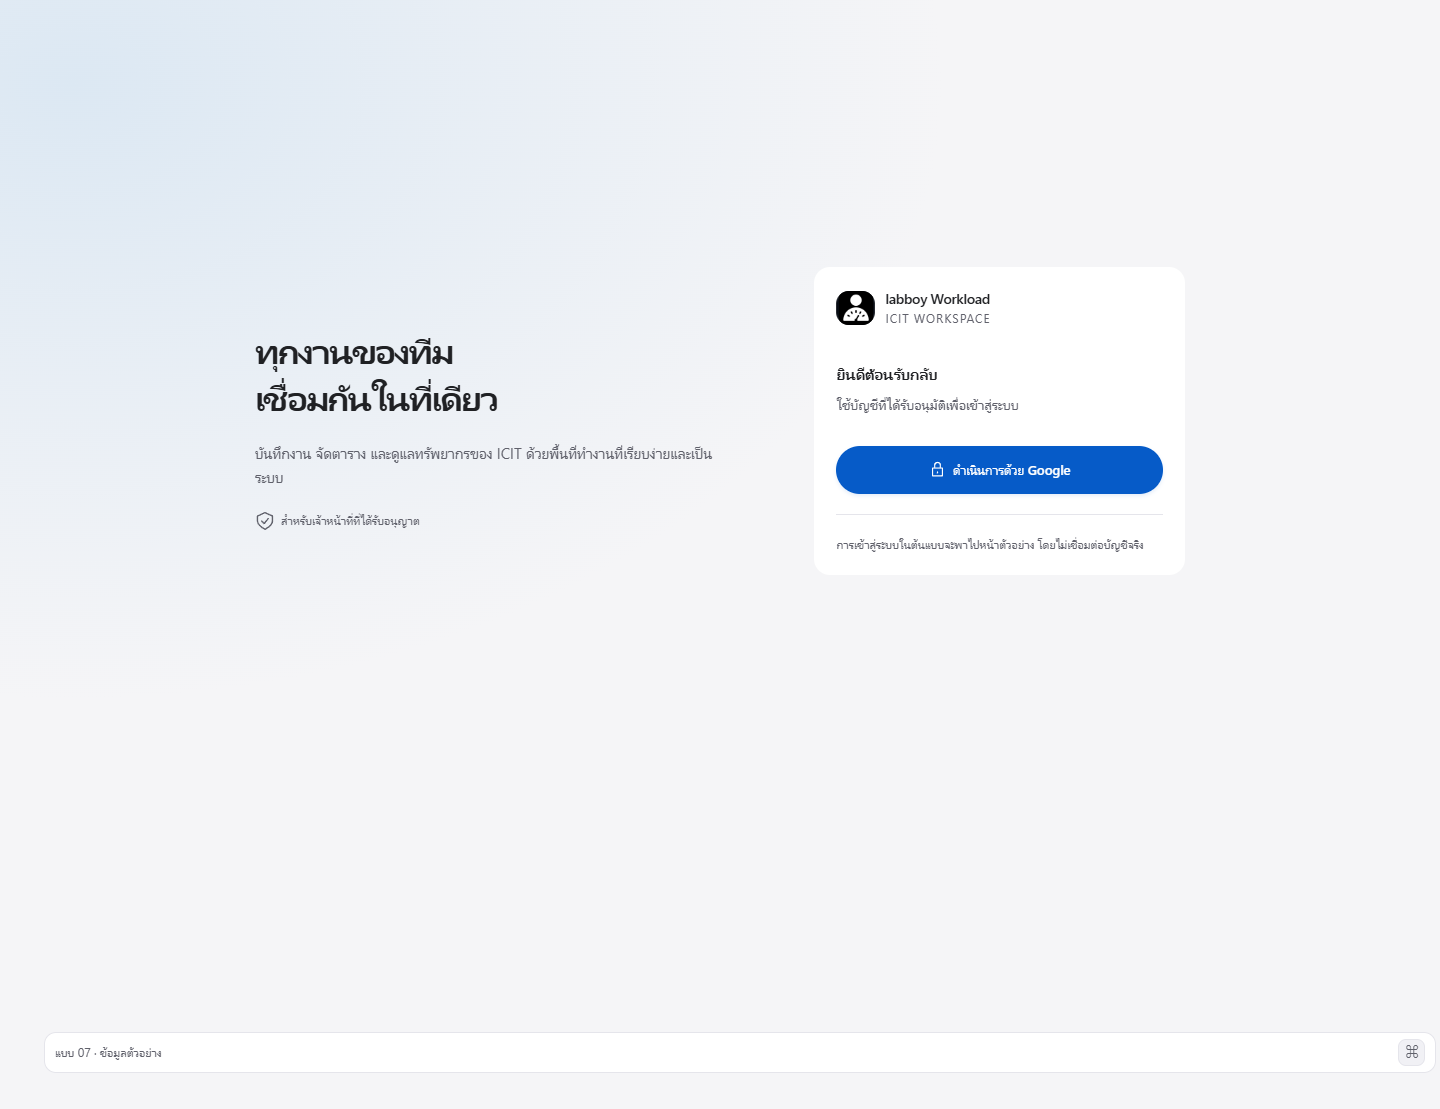 ทุกงานของทีม
เชื่อมกันในที่เดียว
บันทึกงาน จัดตาราง และดูแลทรัพยากรของ ICIT ด้วยพื้นที่ทำงานที่เรียบง่ายและเป็น
ระบบ
สำหรับเจ้าหน้าที่ที่ได้รับอนุญาต
labboy Workload
ICIT WORKSPACE
ยินดีต้อนรับกลับ
ใช้บัญชีที่ได้รับอนุมัติเพื่อเข้าสู่ระบบ
ดำเนินการด้วย Google
การเข้าสู่ระบบในต้นแบบจะพาไปหน้าตัวอย่าง โดยไม่เชื่อมต่อบัญชีจริง
แบบ 07 · ข้อมูลตัวอย่าง
⌘